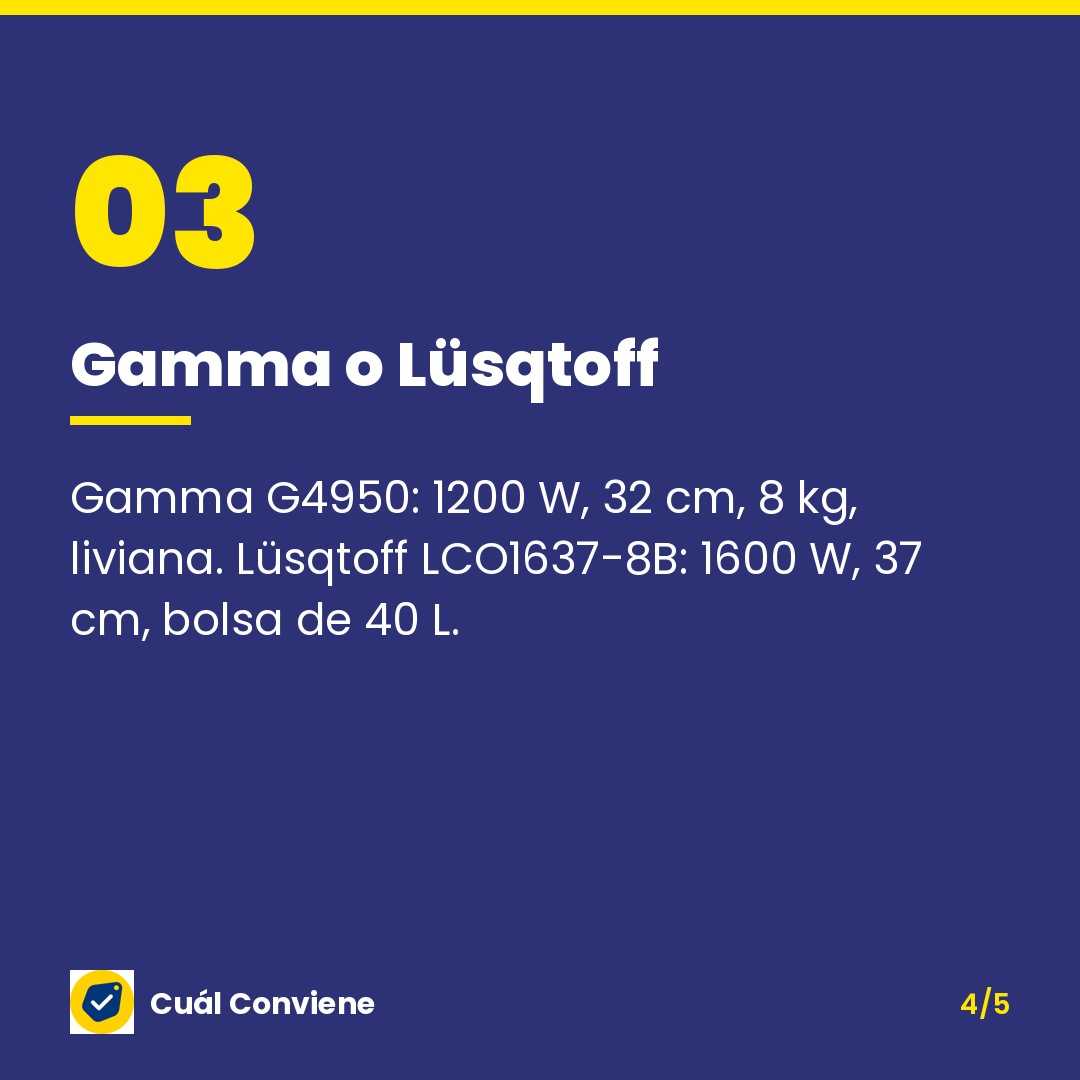 03
Gamma o Lüsqtoff
Gamma G4950: 1200 W, 32 cm, 8 kg,
liviana. Lüsqtoff LCO1637-8B: 1600 W, 37
cm, bolsa de 40 L.
Cuál Conviene
4/5